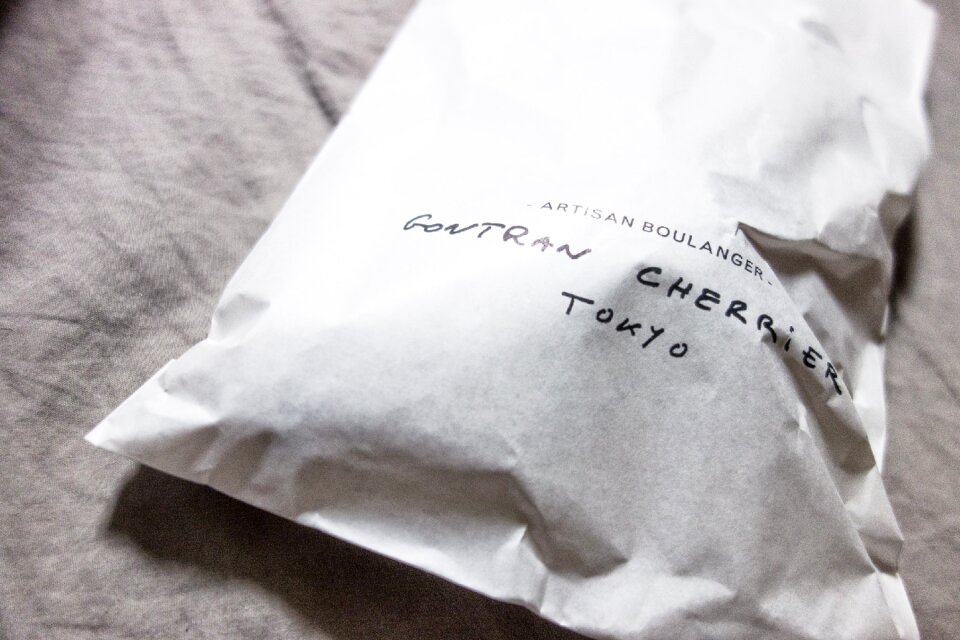 - ARTISAN BOULANGER -
GONTRAN CHERRIER
TOKYO